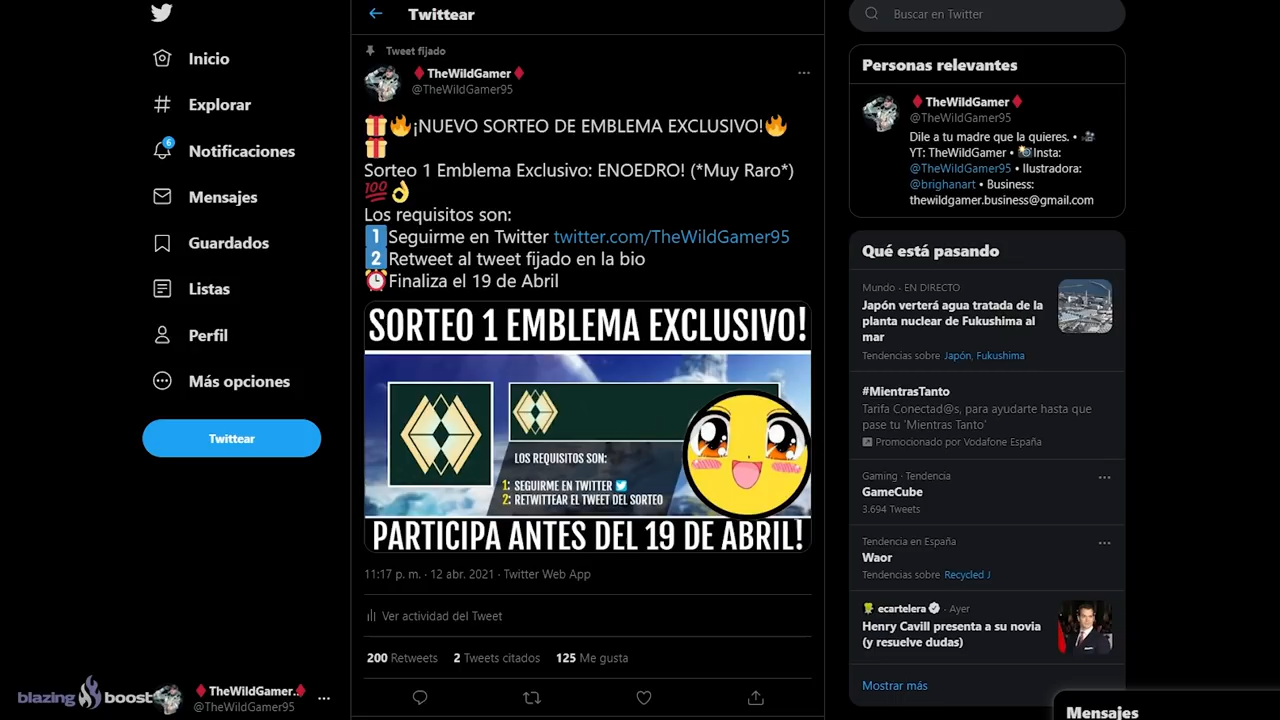 Inicio
Explorar
6
Notificaciones
Mensajes
Guardados
Listas
Perfil
Más opciones
Twittear
blazing boost
♦️TheWildGamer..♦️
@TheWildGamer95
Twittear
Tweet fijado
♦️TheWildGamer♦️
@TheWildGamer95
🎁🔥¡NUEVO SORTEO DE EMBLEMA EXCLUSIVO!🔥
🎁
Sorteo 1 Emblema Exclusivo: ENOEDRO! (*Muy Raro*)
💯👌
Los requisitos son:
1️⃣Seguirme en Twitter twitter.com/TheWildGamer95
2️⃣Retweet al tweet fijado en la bio
⏰Finaliza el 19 de Abril
SORTEO 1 EMBLEMA EXCLUSIVO!
LOS REQUISITOS SON:
1: SEGUIRME EN TWITTER
2: RETWITTEAR EL TWEET DEL SORTEO
PARTICIPA ANTES DEL 19 DE ABRIL!
11:17 p. m. · 12 abr. 2021 · Twitter Web App
Ver actividad del Tweet
200 Retweets 2 Tweets citados 125 Me gusta
Buscar en Twitter
Personas relevantes
♦️TheWildGamer♦️
@TheWildGamer95
Dile a tu madre que la quieres. • 🎥
YT: TheWildGamer • 📸Insta:
@TheWildGamer95 • Ilustradora:
@brighanart • Business:
thewildgamer.business@gmail.com
Qué está pasando
Mundo · EN DIRECTO
Japón verterá agua tratada de la
planta nuclear de Fukushima al
mar
Tendencias sobre Japón, Fukushima
#MientrasTanto
Tarifa Conectad@s, para ayudarte hasta que
pase tu 'Mientras Tanto'
Promocionado por Vodafone España
Gaming · Tendencia
GameCube
3.694 Tweets
Tendencia en España
Waor
Tendencias sobre Recycled J
ecartelera · Ayer
Henry Cavill presenta a su novia
(y resuelve dudas)
Mostrar más
Mensajes